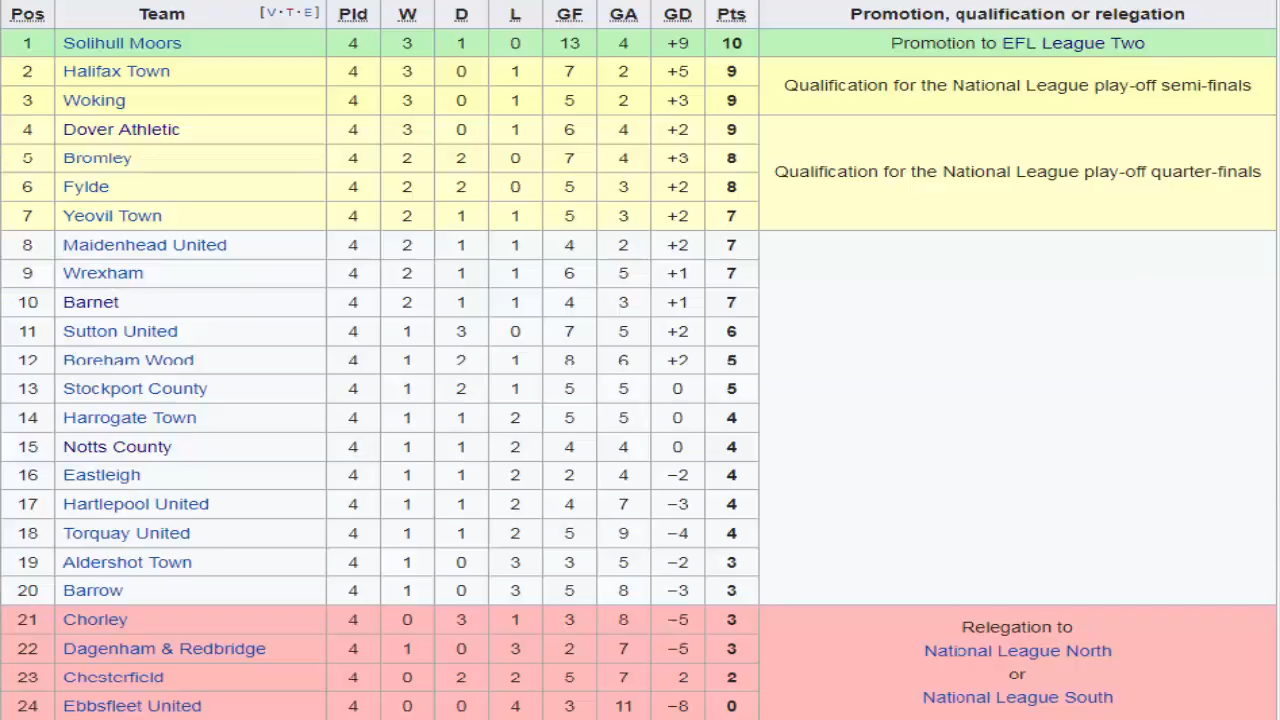 Pos Team [V·T·E] Pld W D L GF GA GD Pts Promotion, qualification or relegation
1 Solihull Moors 4 3 1 0 13 4 +9 10 Promotion to EFL League Two
2 Halifax Town 4 3 0 1 7 2 +5 9
Qualification for the National League play-off semi-finals
3 Woking 4 3 0 1 5 2 +3 9
4 Dover Athletic 4 3 0 1 6 4 +2 9
5 Bromley 4 2 2 0 7 4 +3 8
Qualification for the National League play-off quarter-finals
6 Fylde 4 2 2 0 5 3 +2 8
7 Yeovil Town 4 2 1 1 5 3 +2 7
8 Maidenhead United 4 2 1 1 4 2 +2 7
9 Wrexham 4 2 1 1 6 5 +1 7
10 Barnet 4 2 1 1 4 3 +1 7
11 Sutton United 4 1 3 0 7 5 +2 6
12 Boreham Wood 4 1 2 1 8 6 +2 5
13 Stockport County 4 1 2 1 5 5 0 5
14 Harrogate Town 4 1 1 2 5 5 0 4
15 Notts County 4 1 1 2 4 4 0 4
16 Eastleigh 4 1 1 2 2 4 −2 4
17 Hartlepool United 4 1 1 2 4 7 −3 4
18 Torquay United 4 1 1 2 5 9 −4 4
19 Aldershot Town 4 1 0 3 3 5 −2 3
20 Barrow 4 1 0 3 5 8 −3 3
21 Chorley 4 0 3 1 3 8 −5 3
Relegation to
22 Dagenham & Redbridge 4 1 0 3 2 7 −5 3
National League North
or
23 Chesterfield 4 0 2 2 5 7 2 2
National League South
24 Ebbsfleet United 4 0 0 4 3 11 −8 0